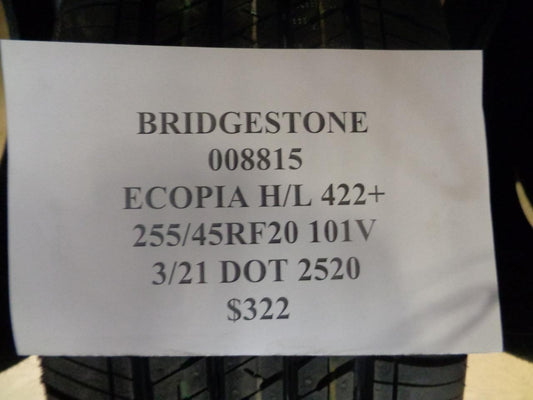 BRIDGESTONE
008815
ECOPIA H/L 422+
255/45RF20 101V
3/21 DOT 2520
$322